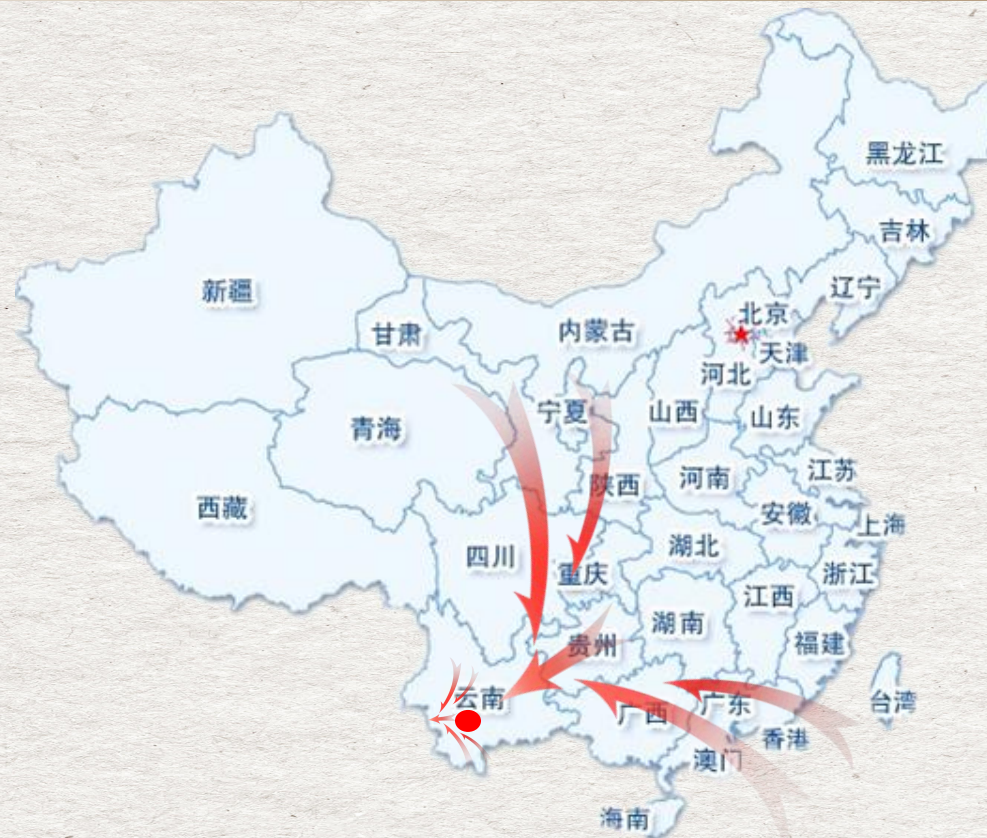 黑龙江
吉林
辽宁
新疆
北京
内蒙古
甘肃
天津
河北
宁夏
山西
山东
青海
江苏
河南
陕西
西藏
安徽
上海
湖北
四川
重庆
浙江
江西
湖南
福建
贵州
云南
台湾
广东
广西
香港
澳门
海南